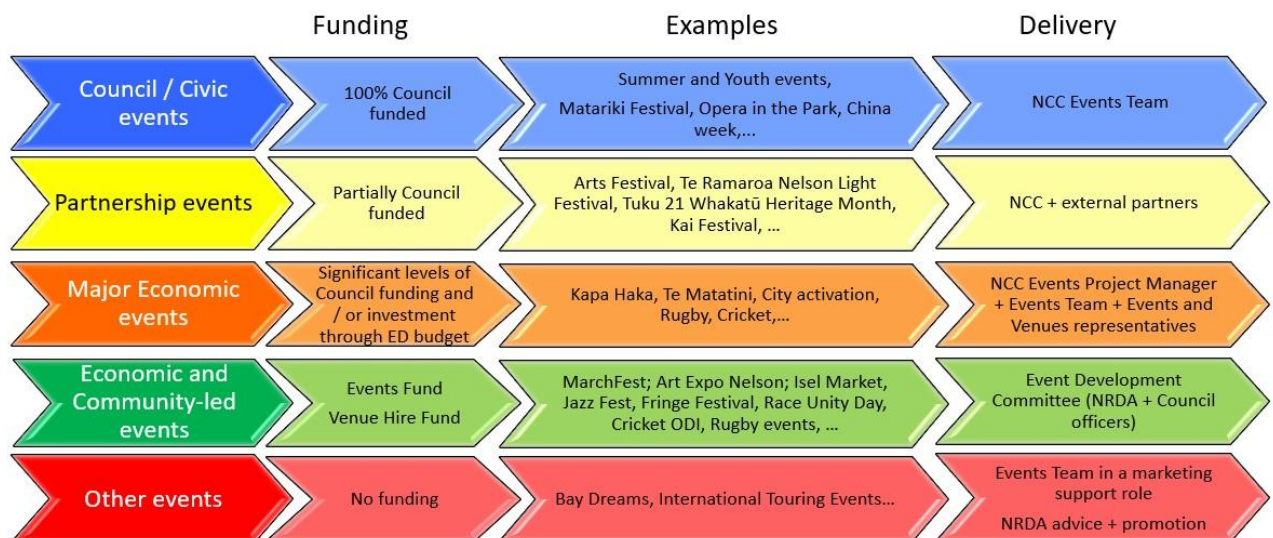 Funding
Examples
Delivery
Council / Civic
events
100% Council
funded
Summer and Youth events,
Matariki Festival, Opera in the Park, China
week,...
NCC Events Team
Partnership events
Partially Council
funded
Arts Festival, Te Ramaroa Nelson Light
Festival, Tuku 21 Whakatū Heritage Month,
Kai Festival, ...
NCC + external partners
Major Economic
events
Significant levels of
Council funding and
/ or investment
through ED budget
Kapa Haka, Te Matatini, City activation,
Rugby, Cricket,...
NCC Events Project Manager
+ Events Team + Events and
Venues representatives
Economic and
Community-led
events
Events Fund
Venue Hire Fund
MarchFest; Art Expo Nelson; Isel Market,
Jazz Fest, Fringe Festival, Race Unity Day,
Cricket ODI, Rugby events, ...
Event Development
Committee (NRDA + Council
officers)
Other events
No funding
Bay Dreams, International Touring Events...
Events Team in a marketing
support role
NRDA advice + promotion